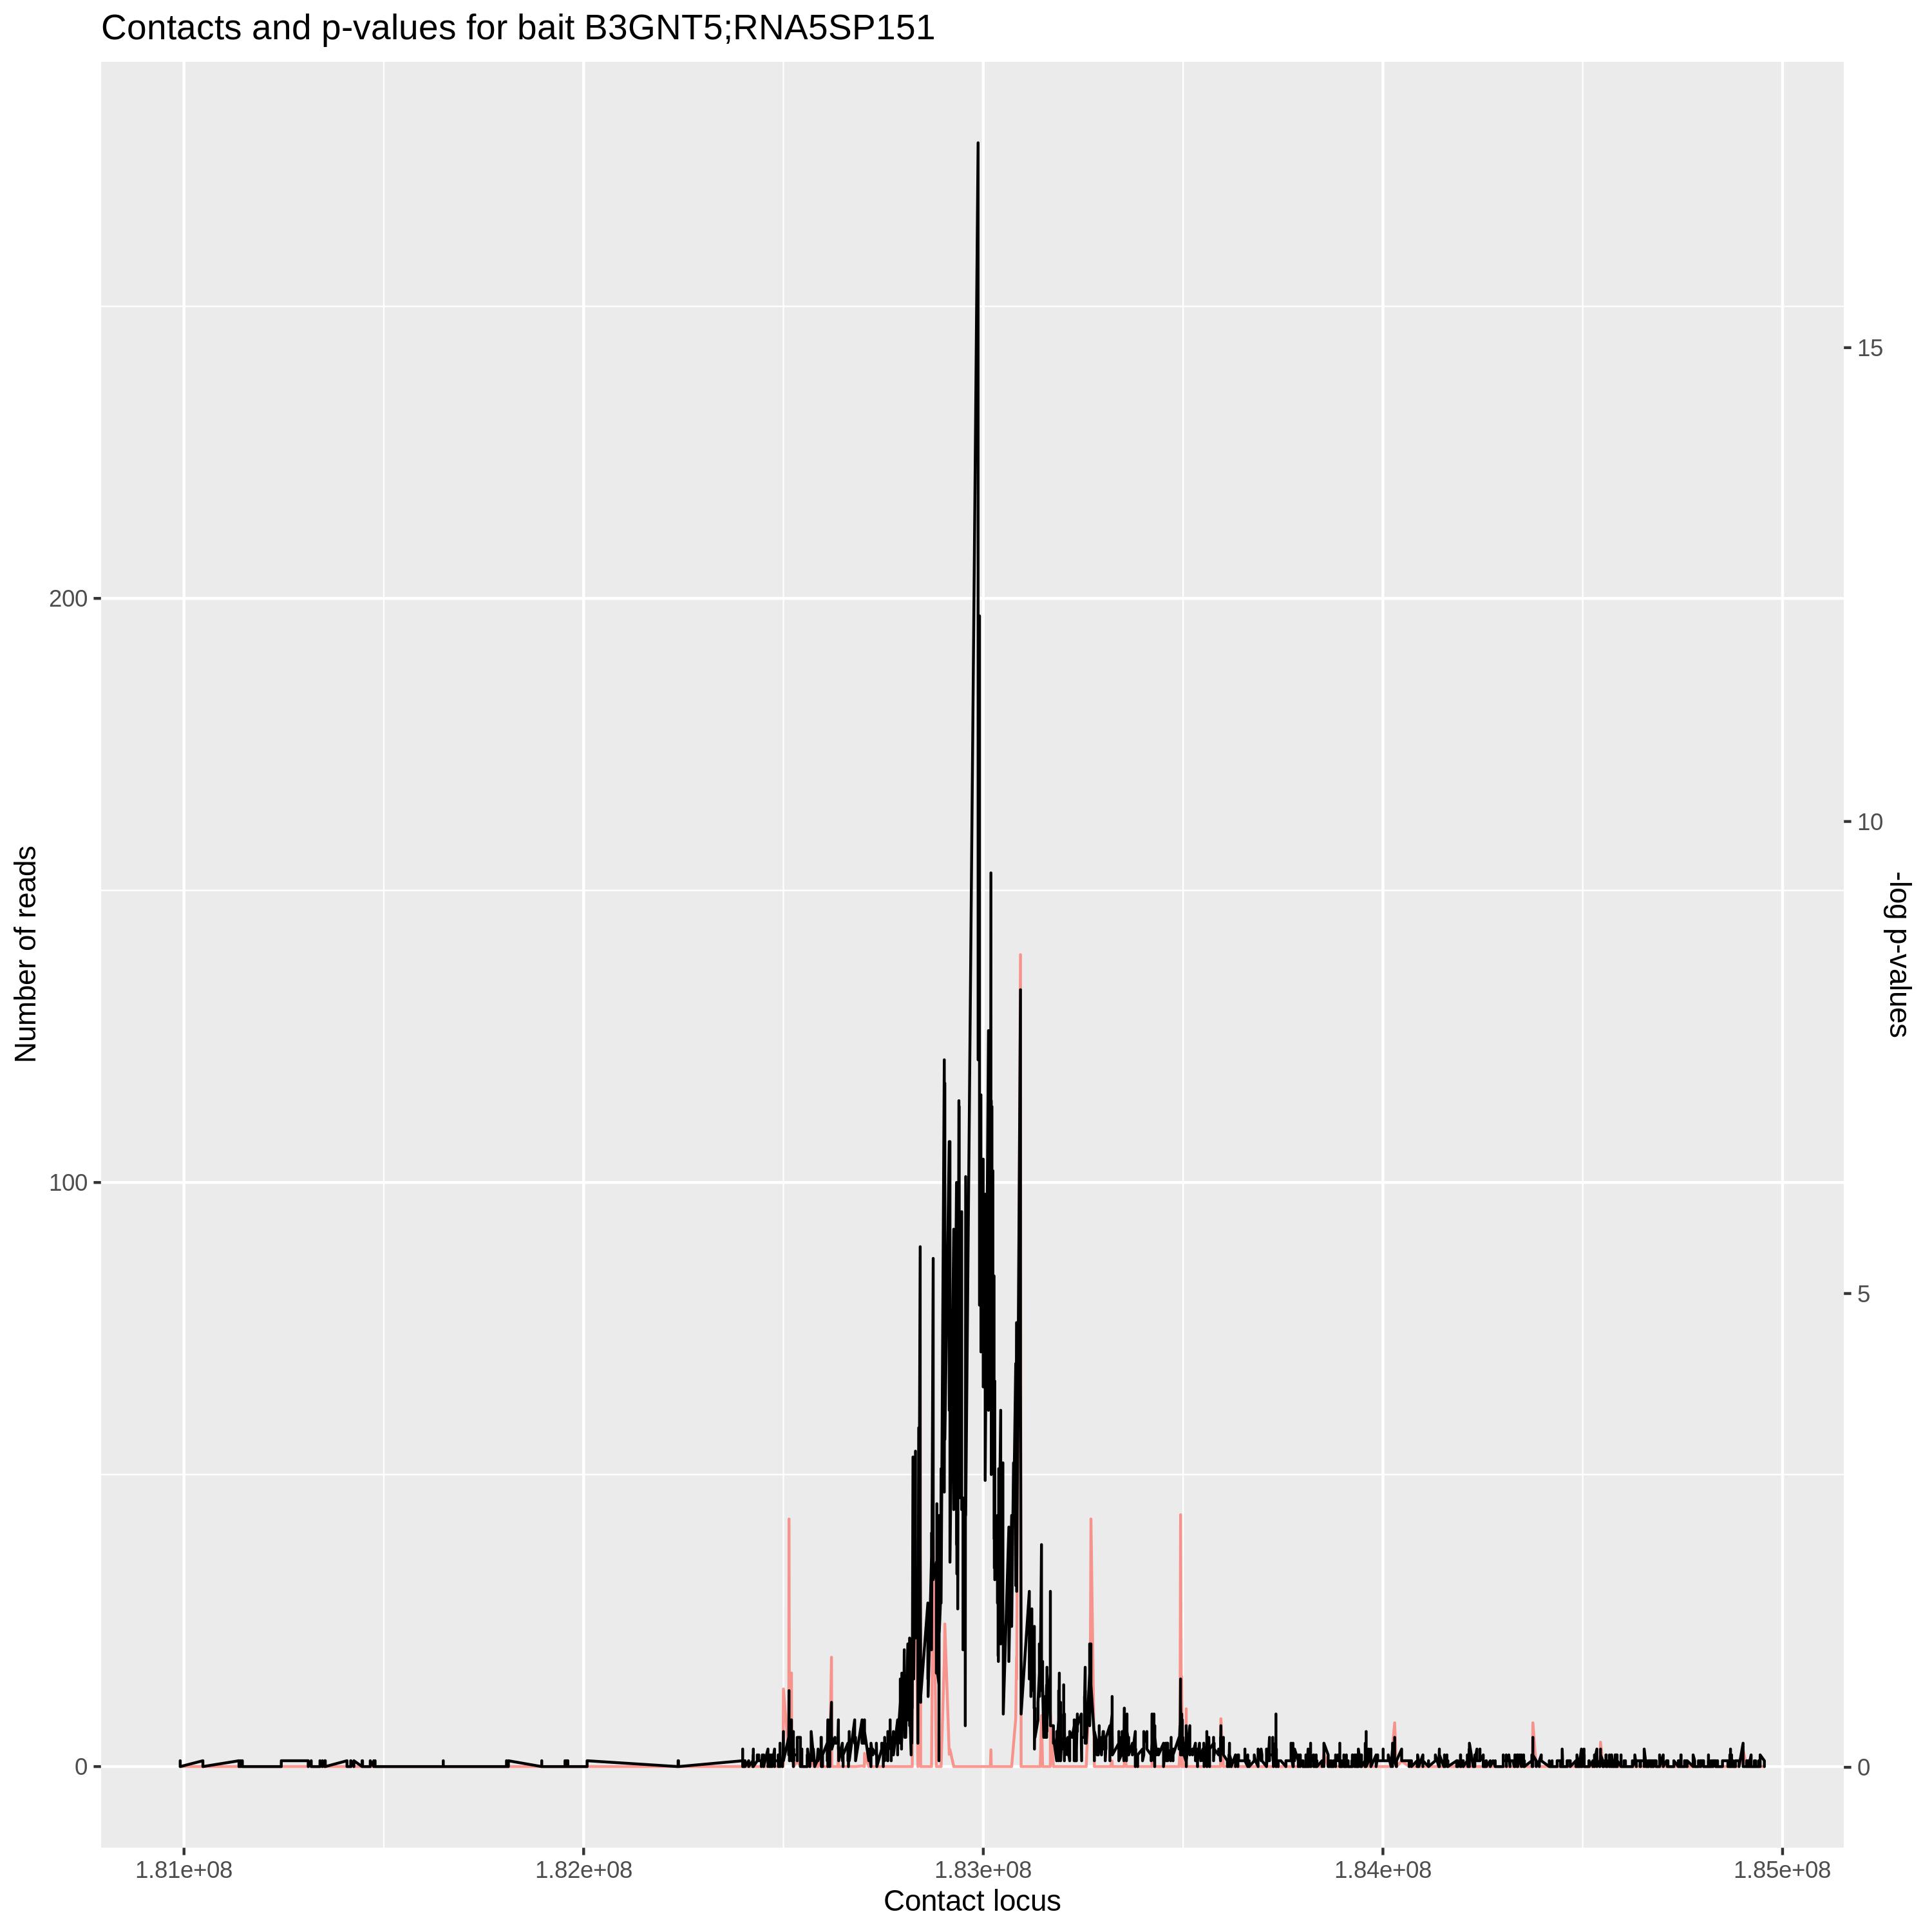 Contacts and p-values for bait B3GNT5;RNA5SP151
15
200
10
Number of reads
-log p-values
5
100
0
0
1.81e+08
1.82e+08
1.83e+08
1.84e+08
1.85e+08
Contact locus